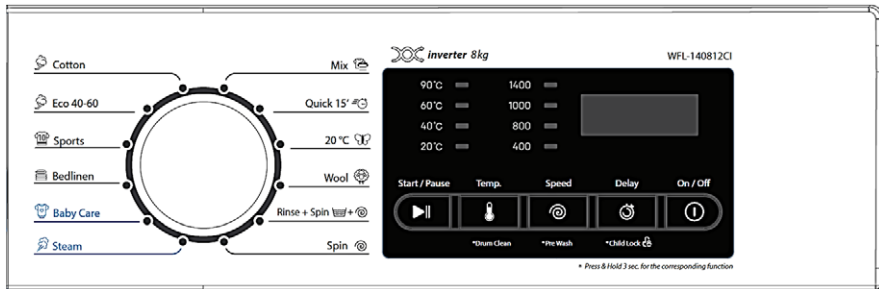 inverter 8kg
WFL-140812CI
Cotton
Eco 40-60
Sports
Bedlinen
Baby Care
Steam
Mix
Quick 15'
20 °C
Wool
Rinse + Spin +
Spin
90°C 1400
60°C 1000
40°C 800
20°C 400
Start / Pause Temp. Speed Delay On / Off
*Drum Clean *Pre Wash *Child Lock
* Press & Hold 3 sec. for the corresponding function